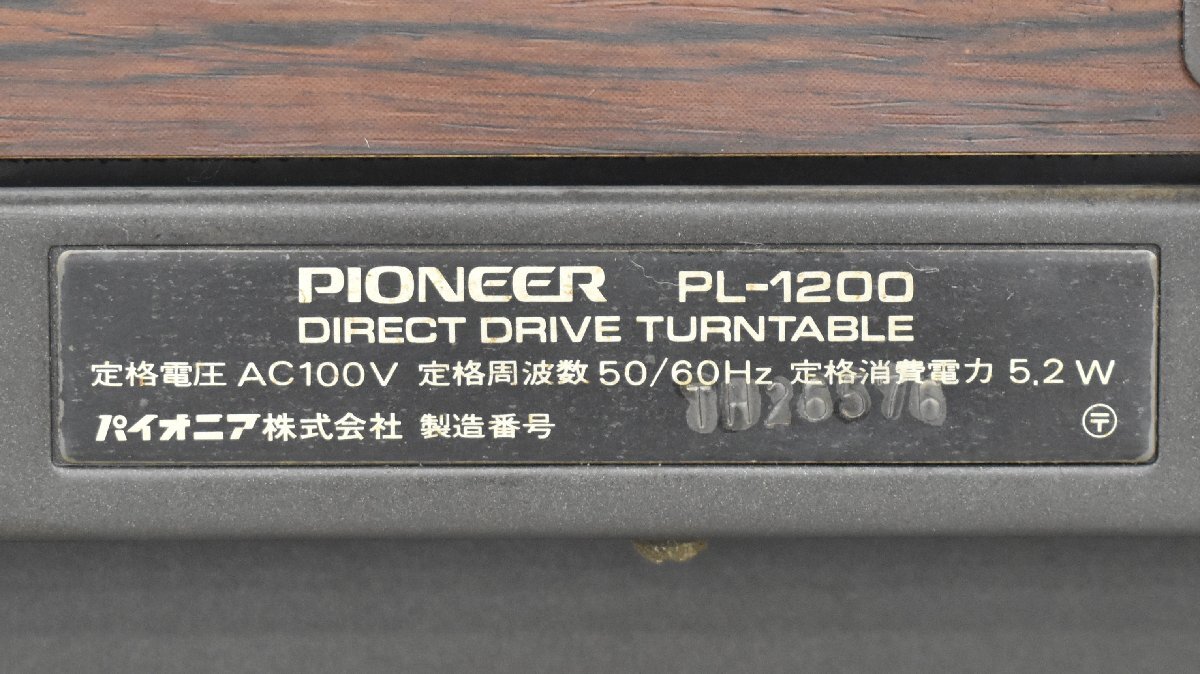 PIONEER PL-1200
DIRECT DRIVE TURNTABLE
定格電圧 AC100V 定格周波数 50/60Hz 定格消費電力 5.2W
パイオニア株式会社 製造番号
〒